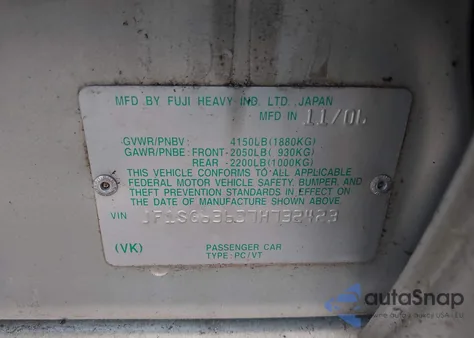 MFD. BY FUJI HEAVY IND. LTD. JAPAN
MFD IN 11/06
GVWR/PNBV: 4150LB(1880KG)
GAWR/PNBE: FRONT-2050LB( 930KG)
REAR -2200LB(1000KG)
THIS VEHICLE CONFORMS TO ALL APPLICABLE
FEDERAL MOTOR VEHICLE SAFETY, BUMPER, AND
THEFT PREVENTION STANDARDS IN EFFECT ON
THE DATE OF MANUFACTURE SHOWN ABOVE.
VIN JF1SG63657H732423
(VK) PASSENGER CAR
TYPE: PC/VT
autoSnap